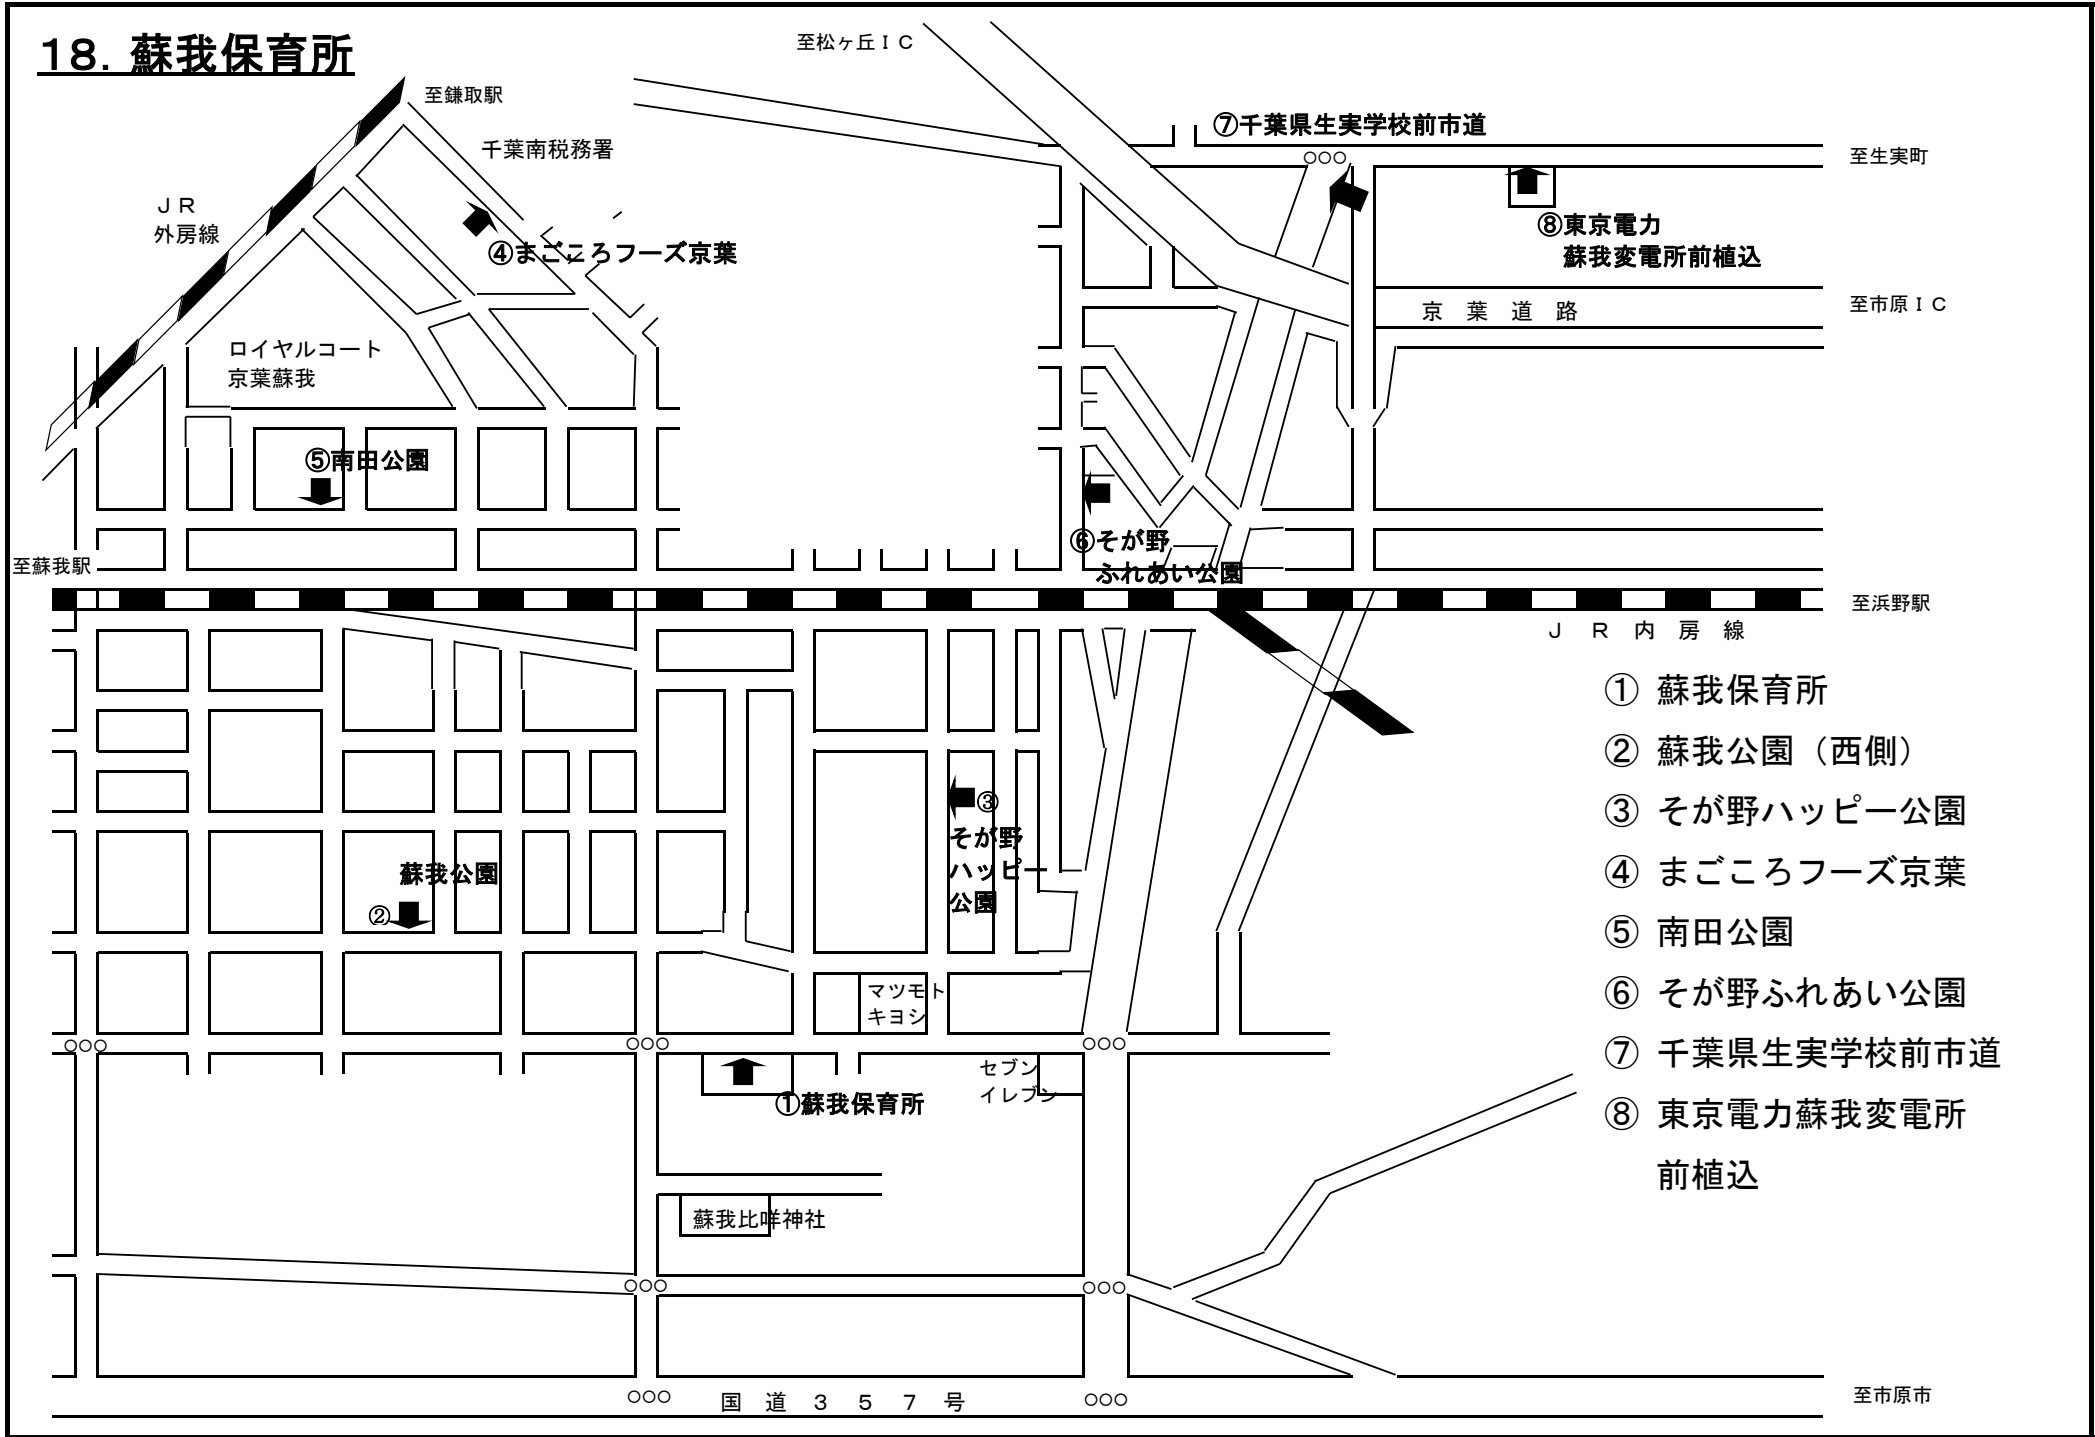 18. 蘇我保育所
至松ヶ丘ＩＣ
至鎌取駅
千葉南税務署
⑦千葉県生実学校前市道
○○○
至生実町
ＪＲ
外房線
④まごころフーズ京葉
⑧東京電力
蘇我変電所前植込
京葉道路
至市原ＩＣ
ロイヤルコート
京葉蘇我
⑤南田公園
⑥そが野
ふれあい公園
至蘇我駅
至浜野駅
ＪＲ内房線
① 蘇我保育所
② 蘇我公園（西側）
③ そが野ハッピー公園
④ まごころフーズ京葉
⑤ 南田公園
⑥ そが野ふれあい公園
⑦ 千葉県生実学校前市道
⑧ 東京電力蘇我変電所
前植込
③
そが野
ハッピー
公園
蘇我公園
②
マツモト
キヨシ
○○○
○○○
○○○
セブン
イレブン
①蘇我保育所
蘇我比咩神社
○○○
○○○
○○○
国道３５７号
○○○
至市原市